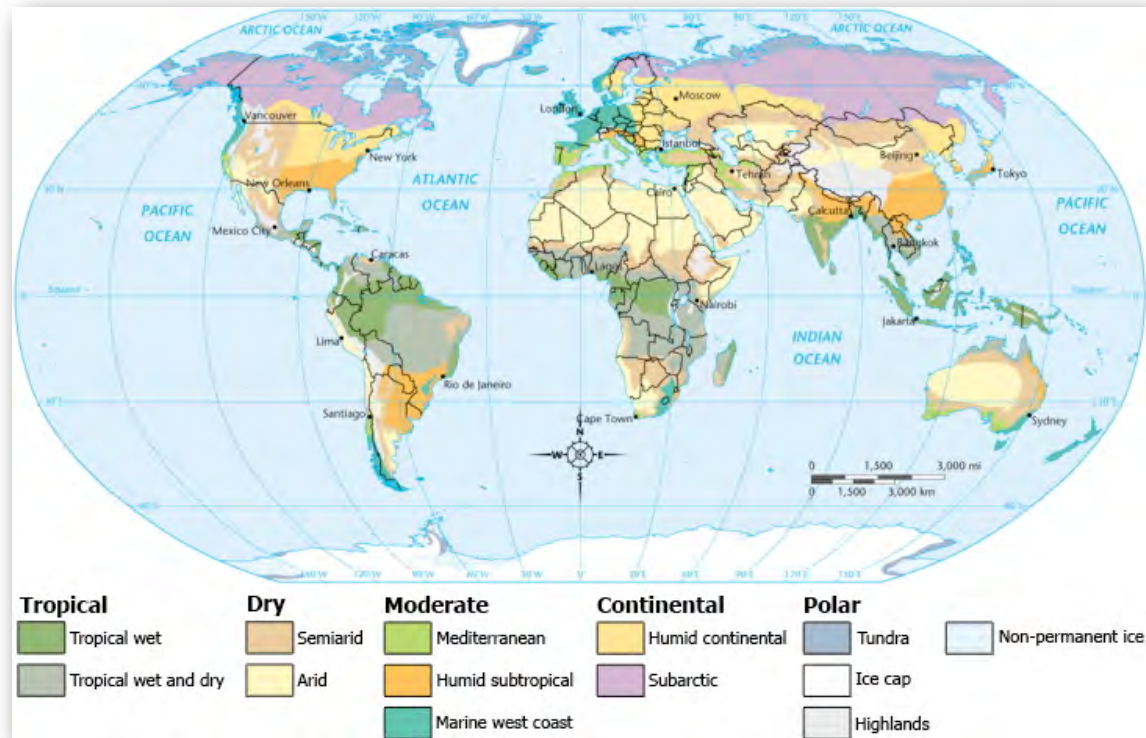 ARCTIC OCEAN
ARCTIC OCEAN
Vancouver
New York
New Orleans
Mexico City
Caracas
Lima
Rio de Janeiro
Santiago
London
Moscow
Istanbul
Tehran
Cairo
Beijing
Tokyo
Calcutta
Bangkok
Lagos
Nairobi
Jakarta
Cape Town
Sydney
ATLANTIC
OCEAN
PACIFIC
OCEAN
PACIFIC
OCEAN
INDIAN
OCEAN
Equator
N
W
E
S
0 1,500 3,000 mi
0 1,500 3,000 km
Tropical
Tropical wet
Tropical wet and dry
Dry
Semiarid
Arid
Moderate
Mediterranean
Humid subtropical
Marine west coast
Continental
Humid continental
Subarctic
Polar
Tundra
Ice cap
Highlands
Non-permanent ice